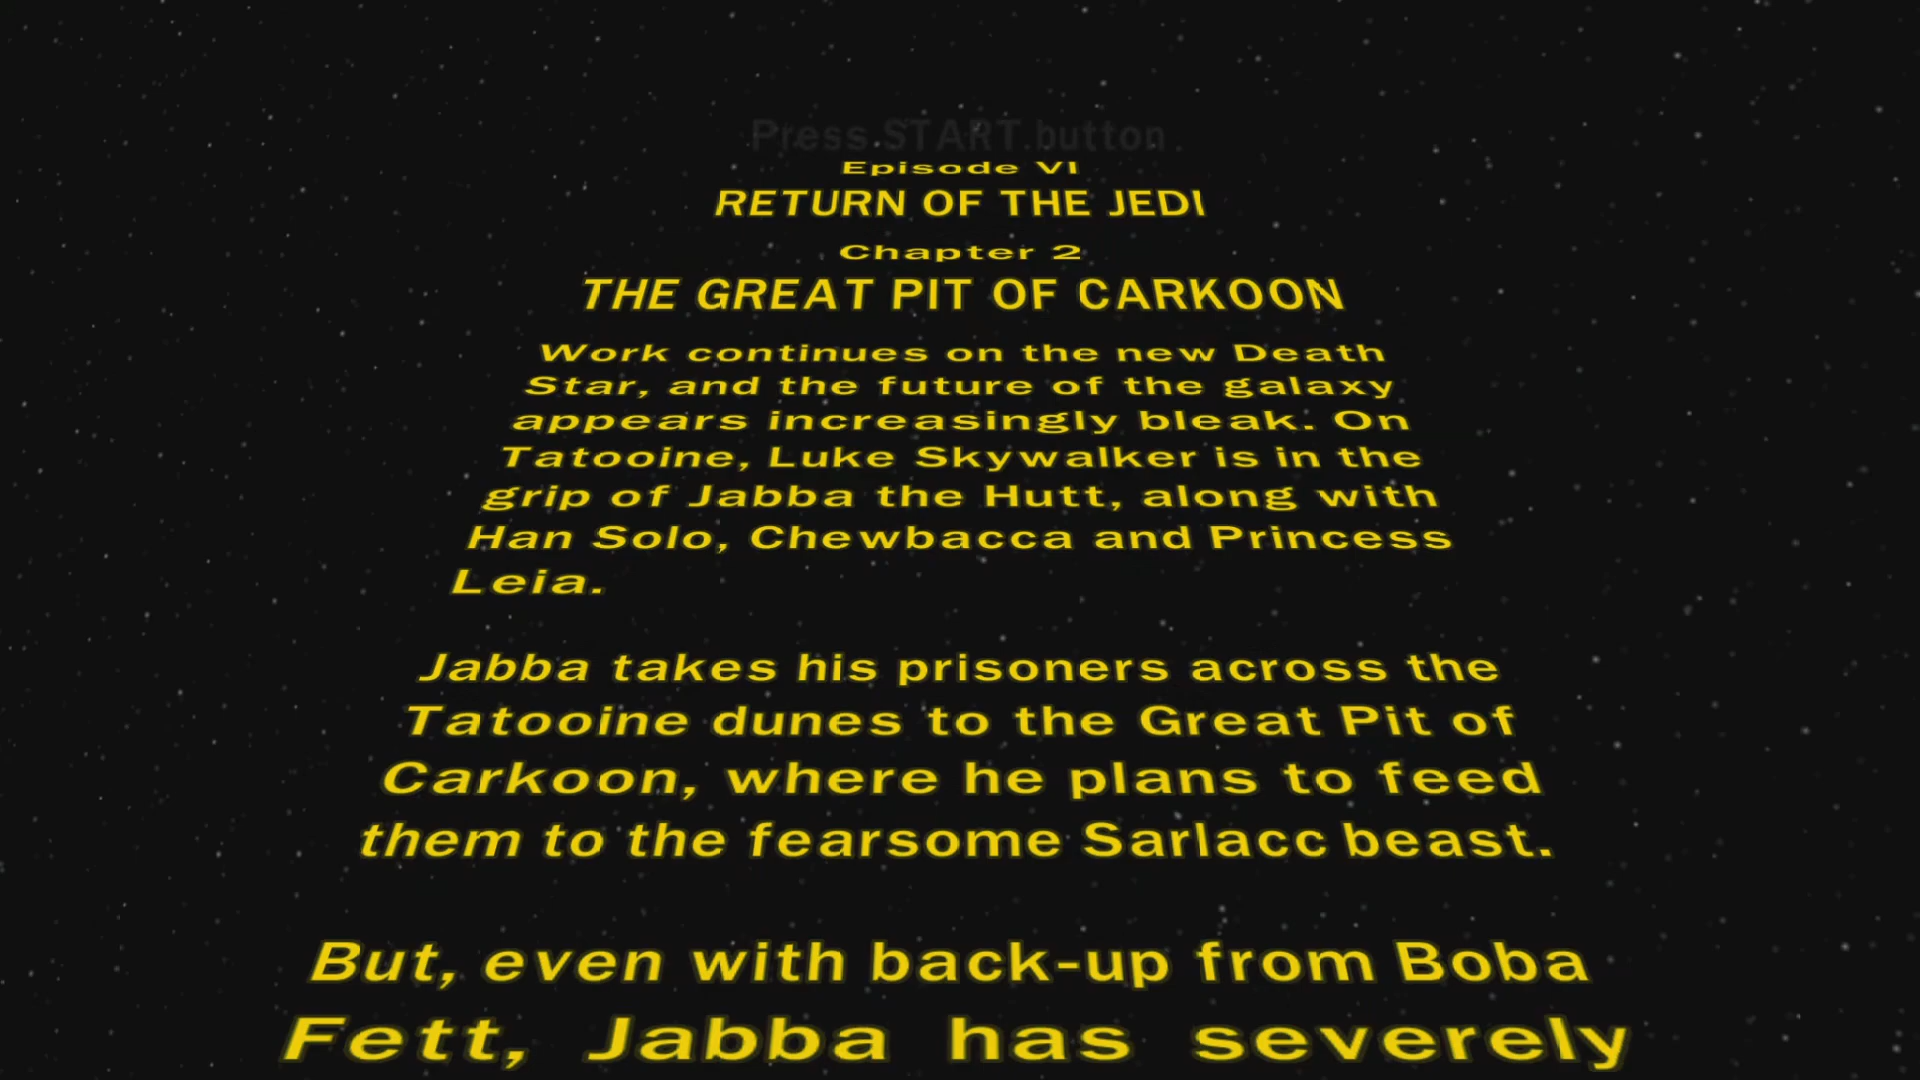 Press START button
Episode VI
RETURN OF THE JEDI
Chapter 2
THE GREAT PIT OF CARKOON
Work continues on the new Death
Star, and the future of the galaxy
appears increasingly bleak. On
Tatooine, Luke Skywalker is in the
grip of Jabba the Hutt, along with
Han Solo, Chewbacca and Princess
Leia.
Jabba takes his prisoners across the
Tatooine dunes to the Great Pit of
Carkoon, where he plans to feed
them to the fearsome Sarlacc beast.
But, even with back-up from Boba
Fett, Jabba has severely